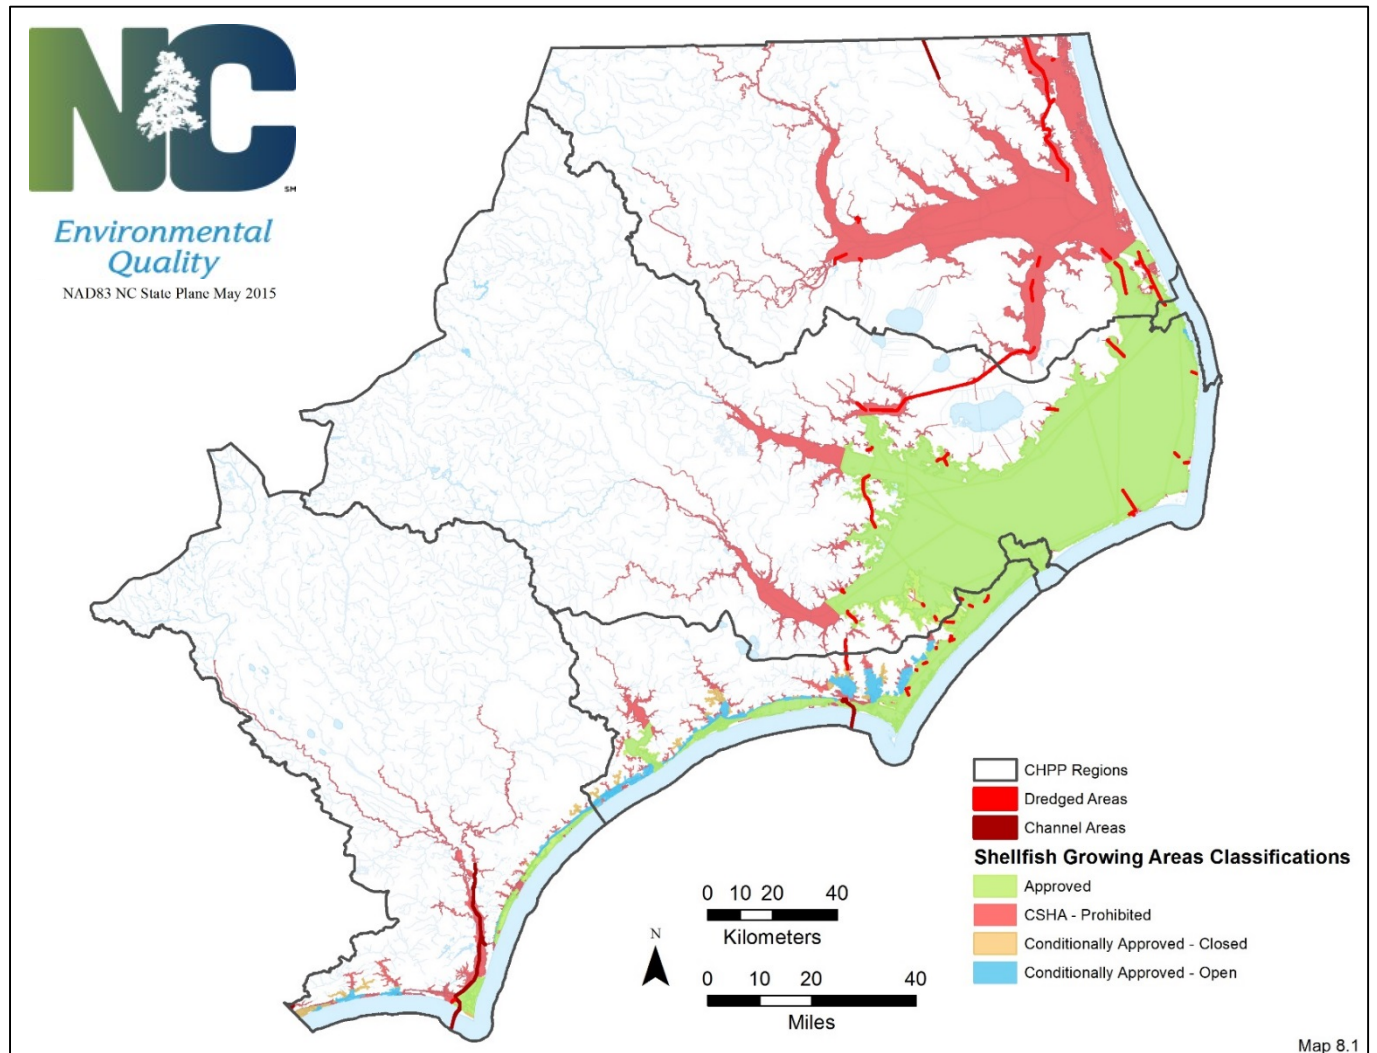 NC
SM
Environmental
Quality
NAD83 NC State Plane May 2015
CHPP Regions
Dredged Areas
Channel Areas
Shellfish Growing Areas Classifications
Approved
CSHA - Prohibited
Conditionally Approved - Closed
Conditionally Approved - Open
0 10 20 40
Kilometers
N
0 10 20 40
Miles
Map 8.1